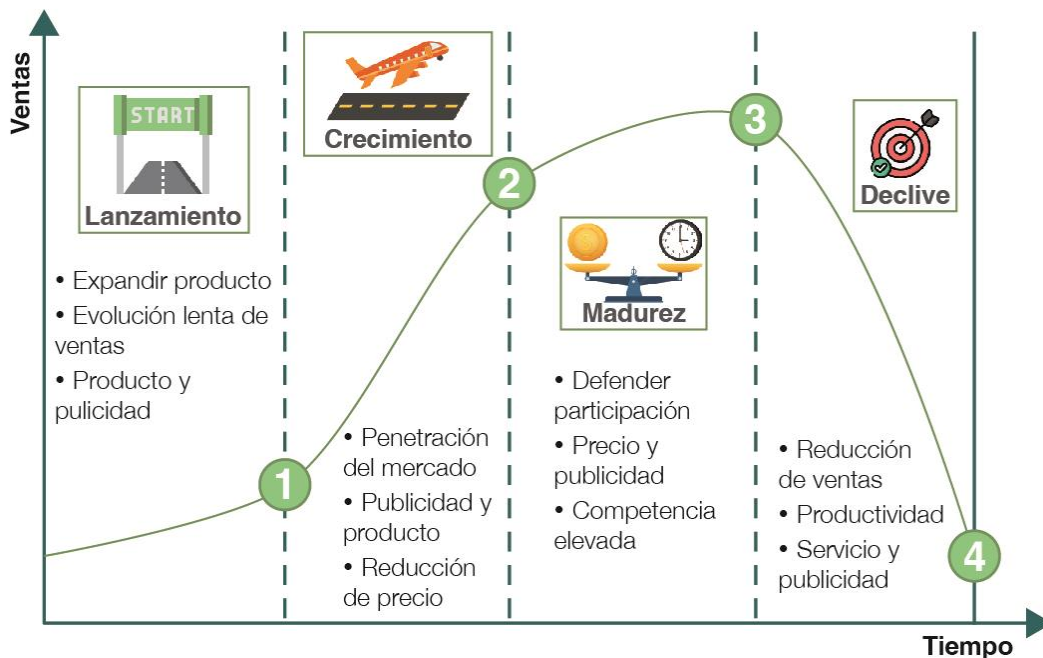 Ventas
START
Lanzamiento
• Expandir producto
• Evolución lenta de
ventas
• Producto y
pulicidad
1
Crecimiento
• Penetración
del mercado
• Publicidad y
producto
• Reducción
de precio
2
Madurez
• Defender
participación
• Precio y
publicidad
• Competencia
elevada
3
Declive
• Reducción
de ventas
• Productividad
• Servicio y
publicidad
4
Tiempo